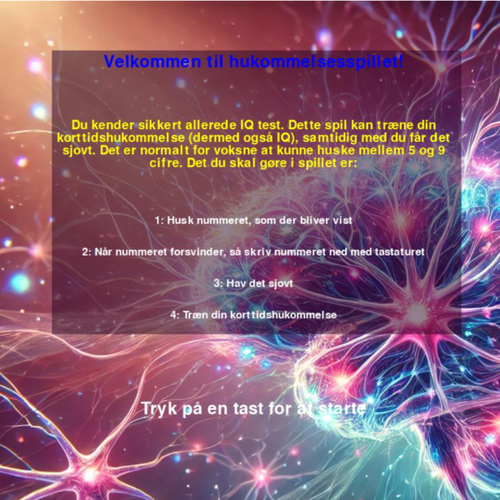 Velkommen til hukommelsesspillet!
Du kender sikkert allerede IQ test. Dette spil kan træne din
korttidshukommelse (dermed også IQ), samtidig med du får det
sjovt. Det er normalt for voksne at kunne huske mellem 5 og 9
cifre. Det du skal gøre i spillet er:
1: Husk nummeret, som der bliver vist
2: Når nummeret forsvinder, så skriv nummeret ned med tastaturet
3: Hav det sjovt
4: Træn din korttidshukommelse
Tryk på en tast for at starte